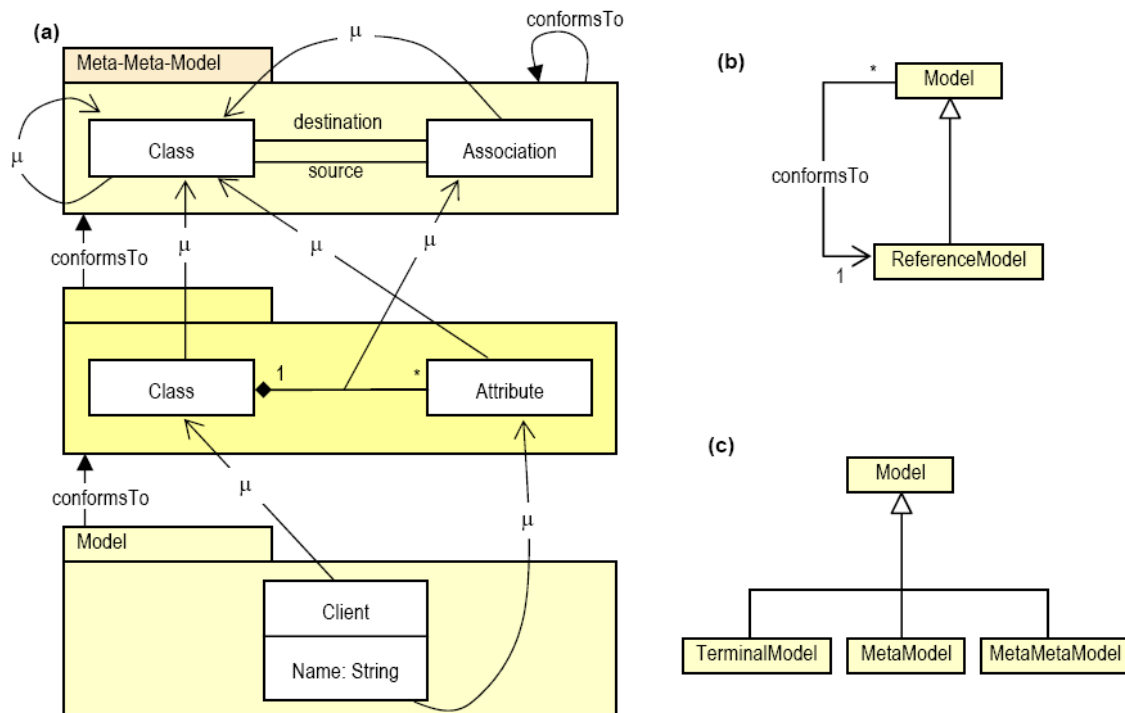 (a)
conformsTo
μ
Meta-Meta-Model
destination
Class
Association
μ
source
μ
μ
μ
conformsTo
1
*
Class
Attribute
μ
conformsTo
Model
μ
Client
Name: String
(b)
*
Model
conformsTo
1
ReferenceModel
(c)
Model
TerminalModel
MetaModel
MetaMetaModel